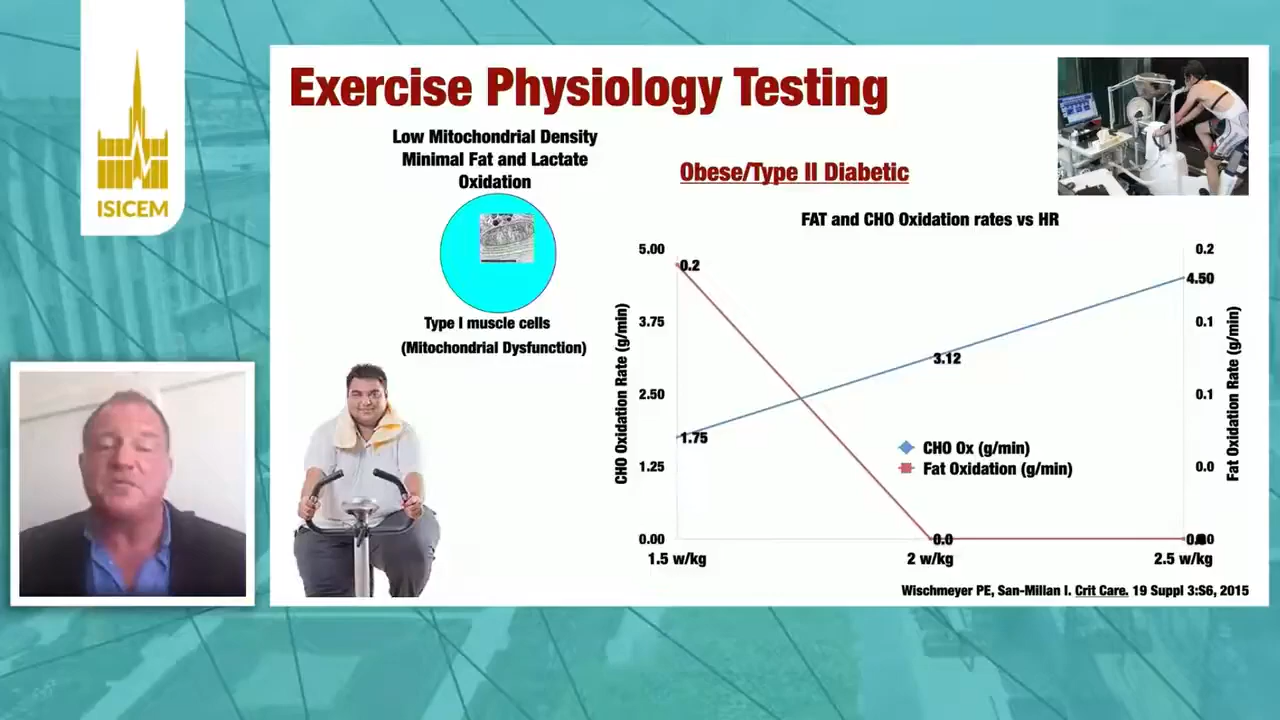 ISICEM
Exercise Physiology Testing
Low Mitochondrial Density
Minimal Fat and Lactate
Oxidation
Type I muscle cells
(Mitochondrial Dysfunction)
Obese/Type II Diabetic
FAT and CHO Oxidation rates vs HR
CHO Oxidation Rate (g/min)
5.00
3.75
2.50
1.25
0.00
0.2
1.75
3.12
4.50
0.0
CHO Ox (g/min)
Fat Oxidation (g/min)
0.2
0.1
0.1
0.0
Fat Oxidation Rate (g/min)
1.5 w/kg
2 w/kg
2.5 w/kg
Wischmeyer PE, San-Millan I. Crit Care. 19 Suppl 3:S6, 2015